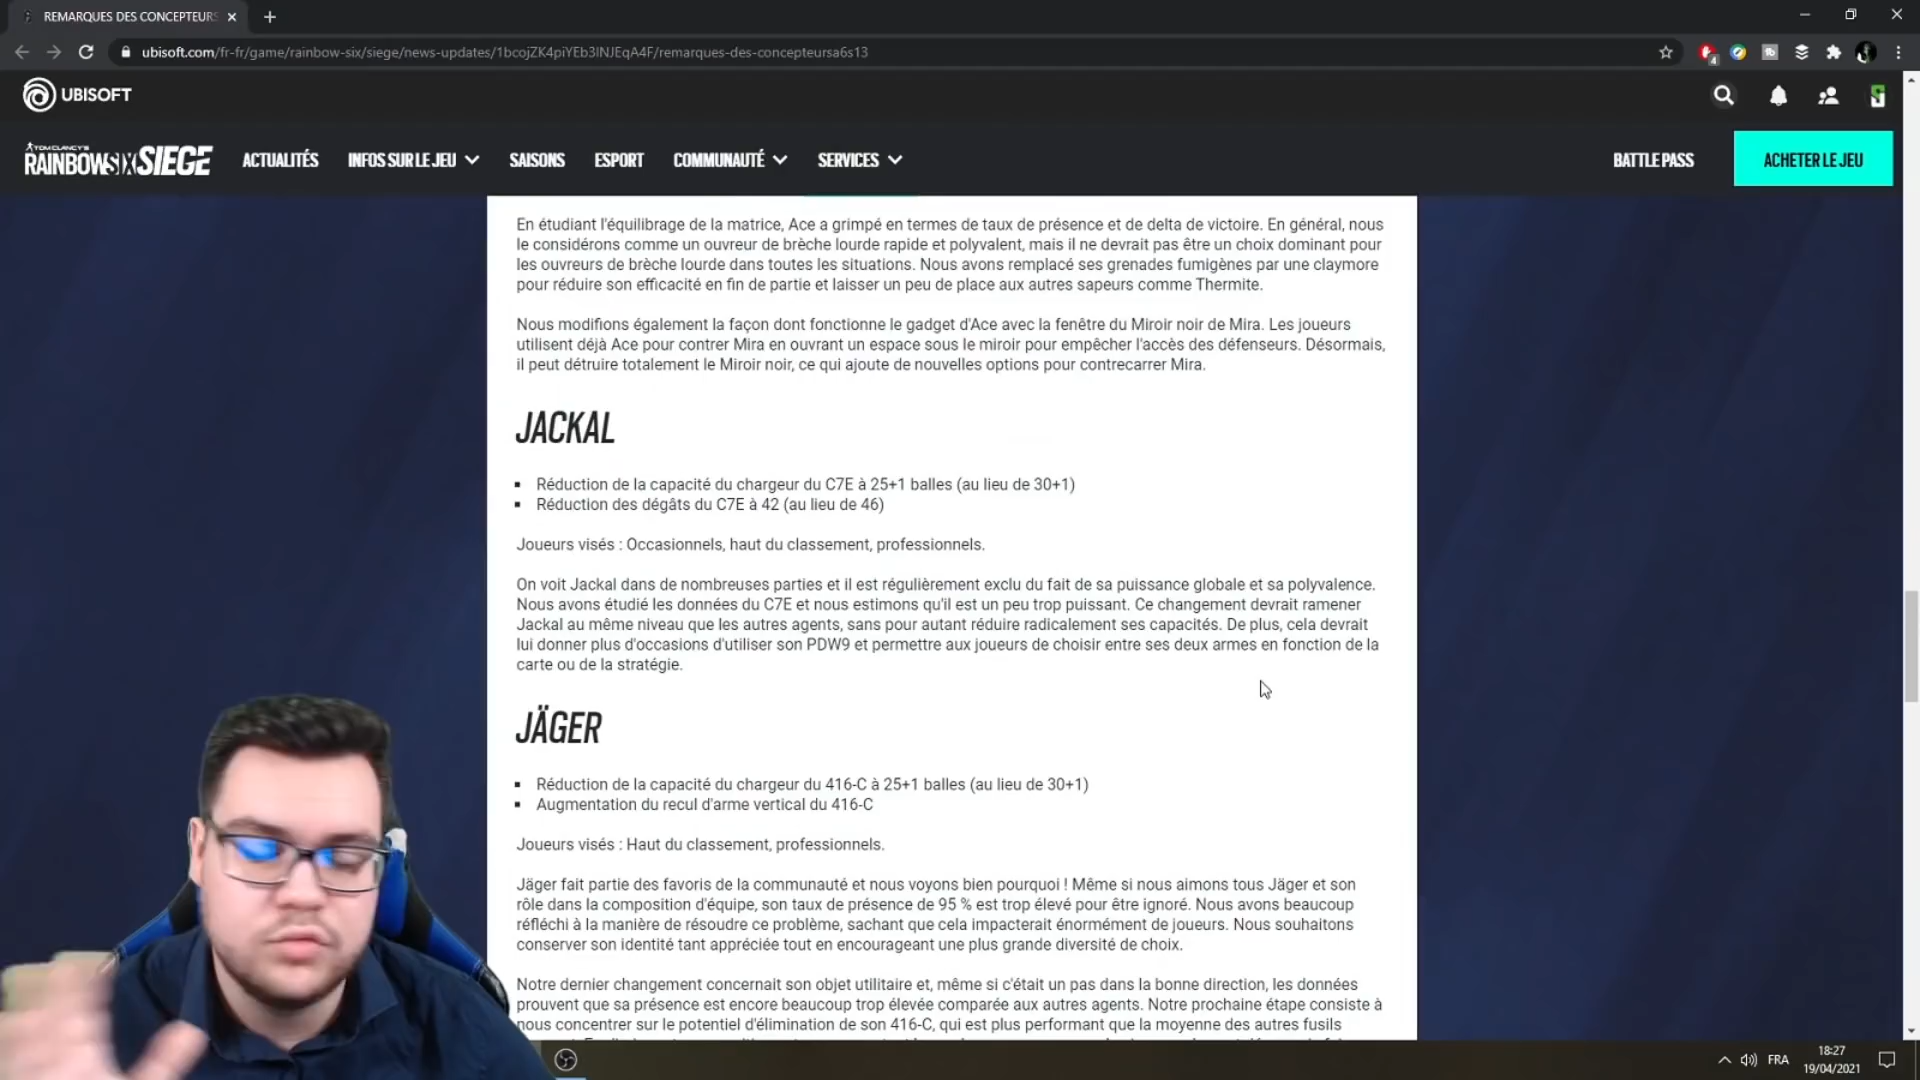 REMARQUES DES CONCEPTEURS
ubisoft.com/fr-fr/game/rainbow-six/siege/news-updates/1bcojZK4piYEb3INJEqA4F/remarques-des-concepteursa6s13
4
UBISOFT
TOM CLANCY'S
RAINBOWSIX SIEGE
ACTUALITÉS
INFOS SUR LE JEU
SAISONS
ESPORT
COMMUNAUTÉ
SERVICES
BATTLE PASS
ACHETER LE JEU
En étudiant l'équilibrage de la matrice, Ace a grimpé en termes de taux de présence et de delta de victoire. En général, nous
le considérons comme un ouvreur de brèche lourde rapide et polyvalent, mais il ne devrait pas être un choix dominant pour
les ouvreurs de brèche lourde dans toutes les situations. Nous avons remplacé ses grenades fumigènes par une claymore
pour réduire son efficacité en fin de partie et laisser un peu de place aux autres sapeurs comme Thermite.
Nous modifions également la façon dont fonctionne le gadget d'Ace avec la fenêtre du Miroir noir de Mira. Les joueurs
utilisent déjà Ace pour contrer Mira en ouvrant un espace sous le miroir pour empêcher l'accès des défenseurs. Désormais,
il peut détruire totalement le Miroir noir, ce qui ajoute de nouvelles options pour contrecarrer Mira.
JACKAL
Réduction de la capacité du chargeur du C7E à 25+1 balles (au lieu de 30+1)
Réduction des dégâts du C7E à 42 (au lieu de 46)
Joueurs visés : Occasionnels, haut du classement, professionnels.
On voit Jackal dans de nombreuses parties et il est régulièrement exclu du fait de sa puissance globale et sa polyvalence.
Nous avons étudié les données du C7E et nous estimons qu'il est un peu trop puissant. Ce changement devrait ramener
Jackal au même niveau que les autres agents, sans pour autant réduire radicalement ses capacités. De plus, cela devrait
lui donner plus d'occasions d'utiliser son PDW9 et permettre aux joueurs de choisir entre ses deux armes en fonction de la
carte ou de la stratégie.
JÄGER
Réduction de la capacité du chargeur du 416-C à 25+1 balles (au lieu de 30+1)
Augmentation du recul d'arme vertical du 416-C
Joueurs visés : Haut du classement, professionnels.
Jäger fait partie des favoris de la communauté et nous voyons bien pourquoi ! Même si nous aimons tous Jäger et son
rôle dans la composition d'équipe, son taux de présence de 95 % est trop élevé pour être ignoré. Nous avons beaucoup
réfléchi à la manière de résoudre ce problème, sachant que cela impacterait énormément de joueurs. Nous souhaitons
conserver son identité tant appréciée tout en encourageant une plus grande diversité de choix.
Notre dernier changement concernait son objet utilitaire et, même si c'était un pas dans la bonne direction, les données
prouvent que sa présence est encore beaucoup trop élevée comparée aux autres agents. Notre prochaine étape consiste à
nous concentrer sur le potentiel d'élimination de son 416-C, qui est plus performant que la moyenne des autres fusils
FRA
18:27
19/04/2021